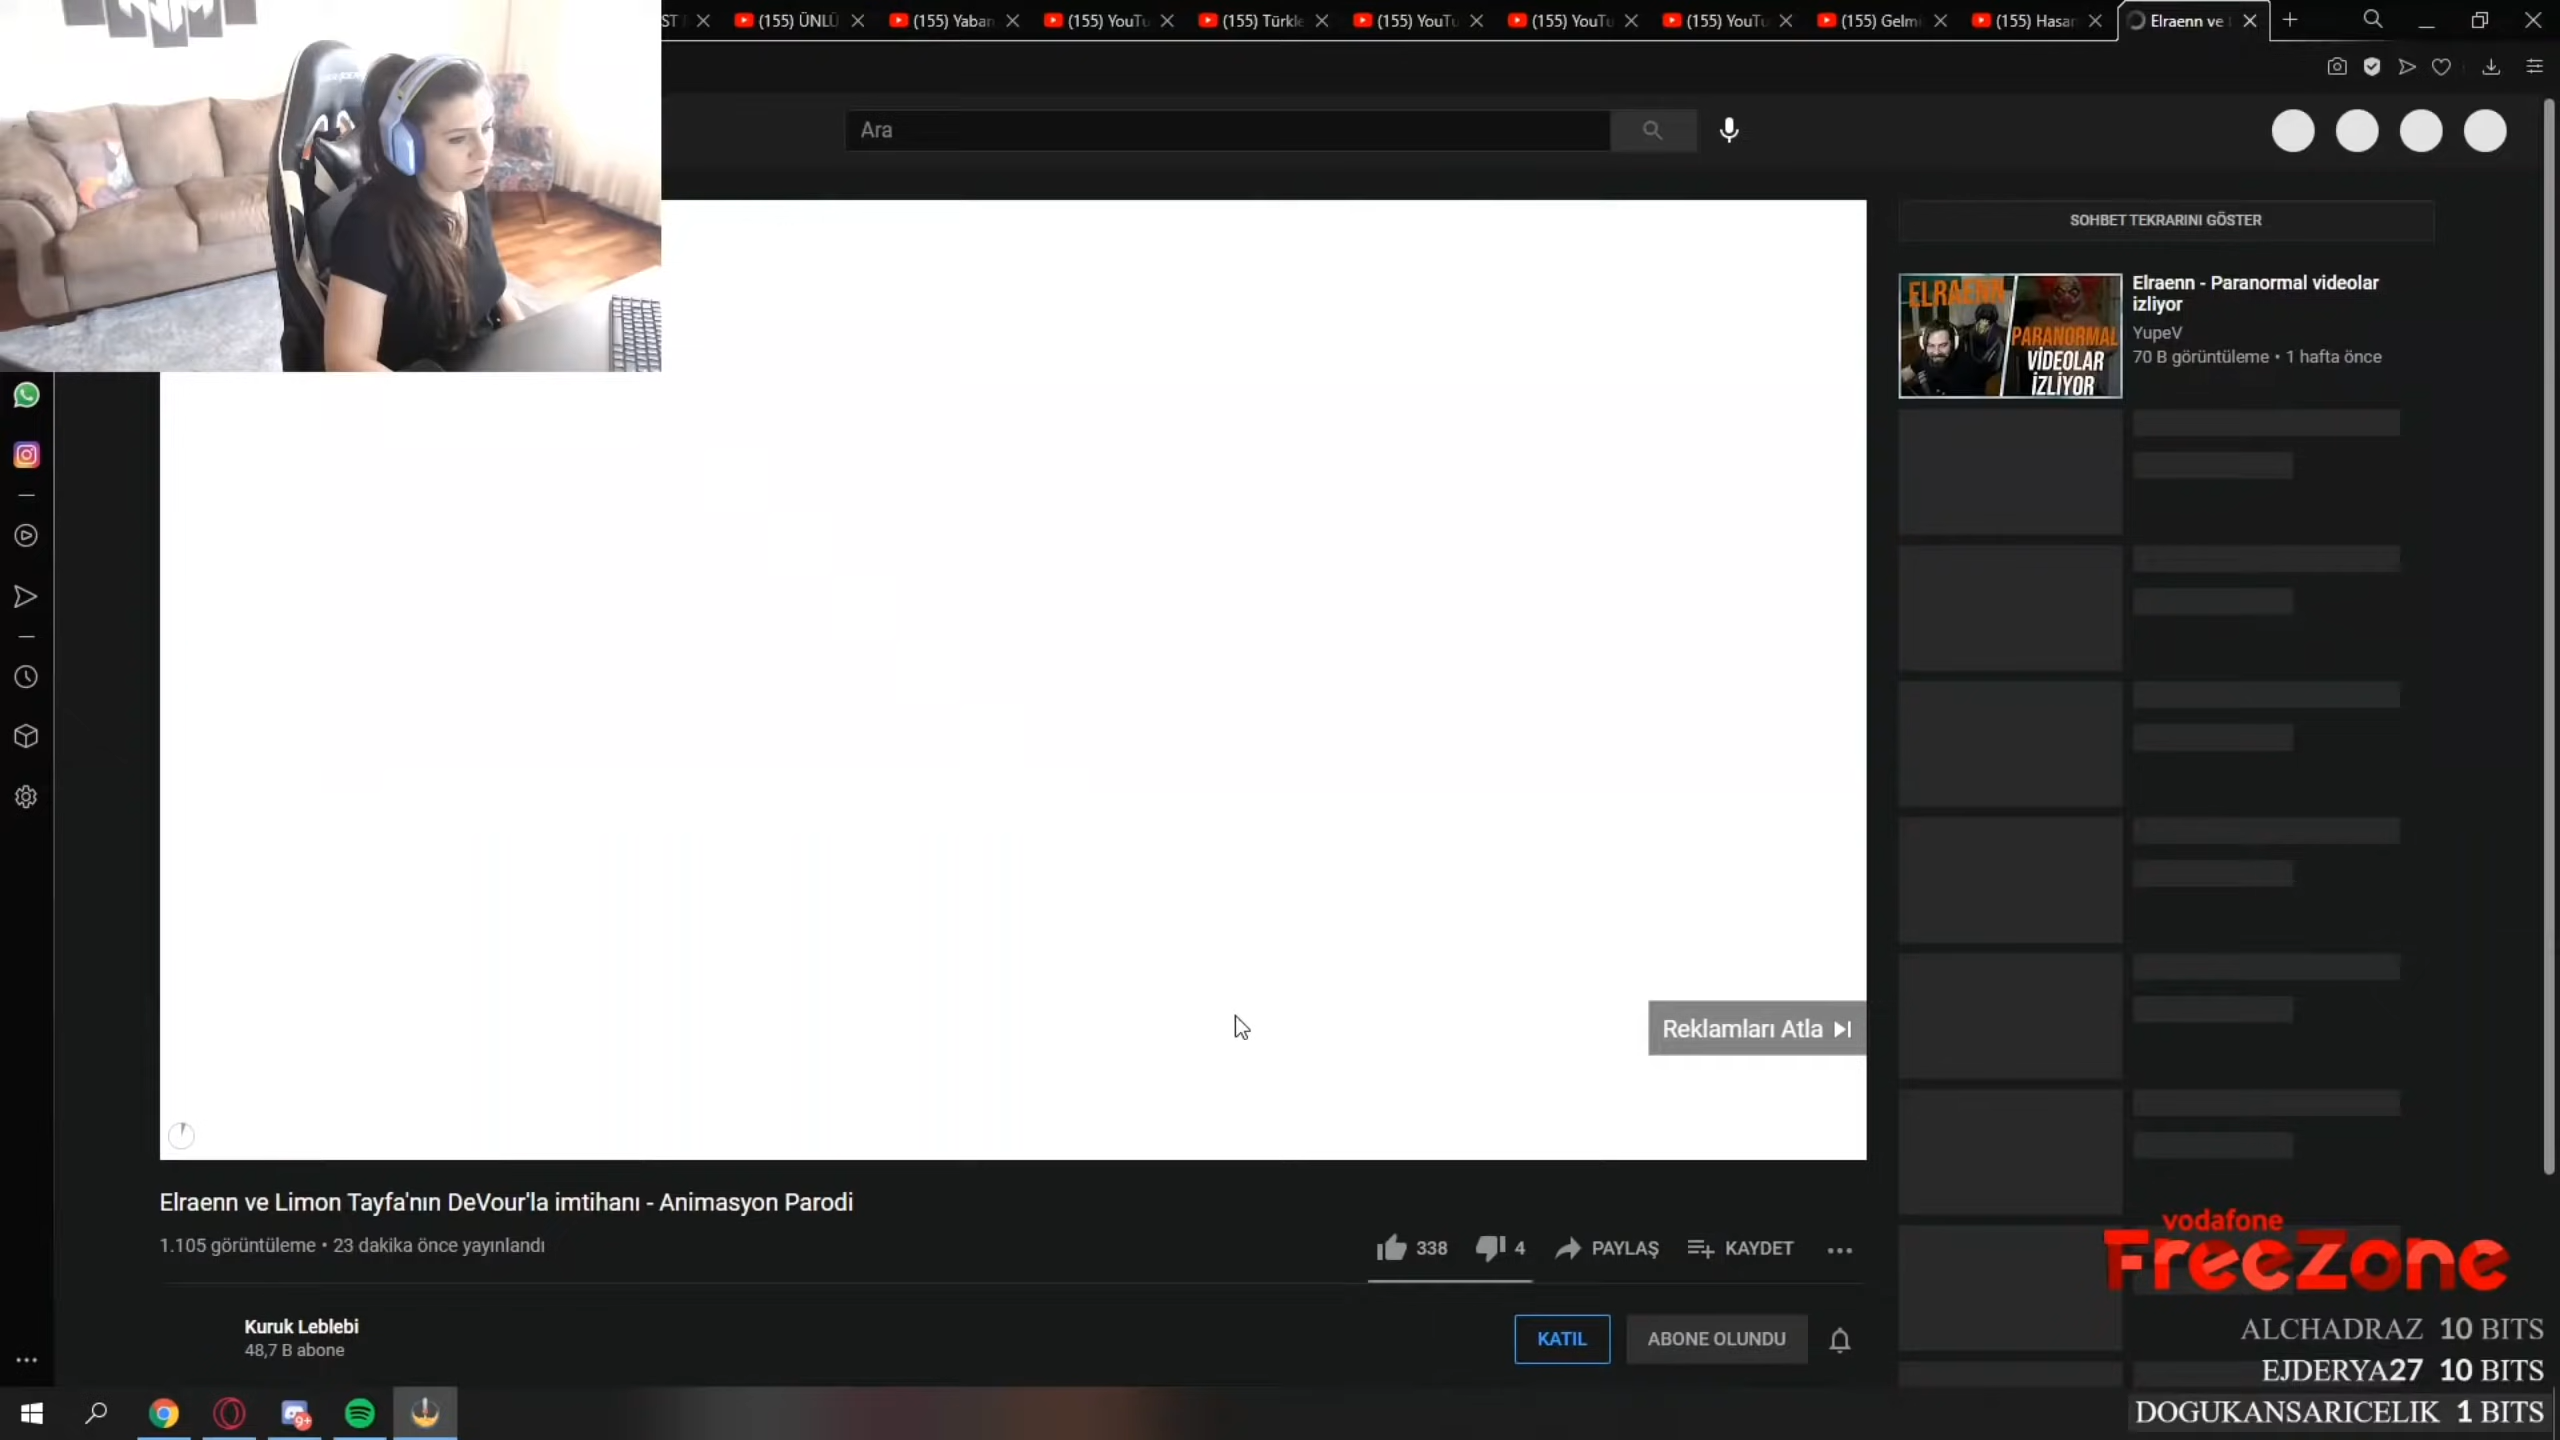 ST
(155) ÜNLÜ
(155) Yaban
(155) YouTu
(155) Türkle
(155) YouTu
(155) YouTu
(155) YouTu
(155) Gelmi
(155) Hasan
Elraenn ve
Ara
SOHBET TEKRARINI GÖSTER
ELRAENN
PARANORMAL
VİDEOLAR
İZLİYOR
Elraenn - Paranormal videolar
izliyor
YupeV
70 B görüntüleme • 1 hafta önce
Reklamları Atla
Elraenn ve Limon Tayfa'nın DeVour'la imtihanı - Animasyon Parodi
1.105 görüntüleme • 23 dakika önce yayınlandı
338
4
PAYLAŞ
KAYDET
Kuruk Leblebi
48,7 B abone
KATIL
ABONE OLUNDU
vodafone
FreeZone
ALCHADRAZ 10 BITS
EJDERYA27 10 BITS
DOGUKANSARICELIK 1 BITS
9+